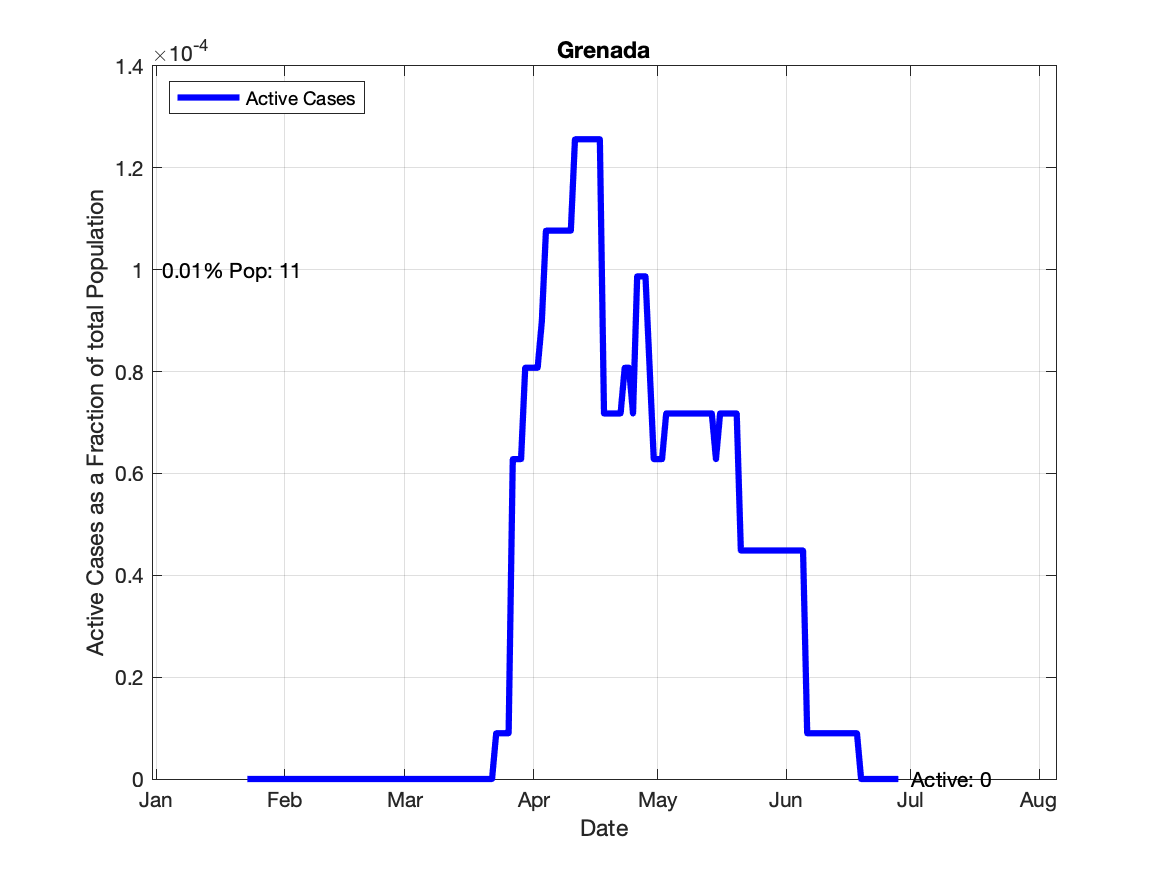 Grenada
×10-4
Active Cases
1.4
1.2
1
0.8
0.6
0.4
0.2
0
0.01% Pop: 11
Active: 0
Active Cases as a Fraction of total Population
Jan Feb Mar Apr May Jun Jul Aug
Date